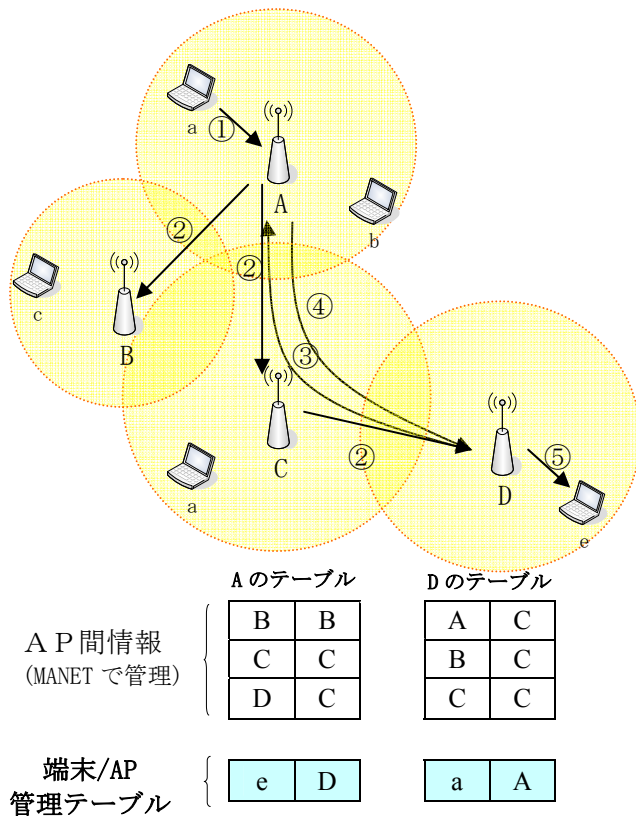 a
①
A
b
②
②
c
B
④
③
C
②
a
D
⑤
e
Aのテーブル
Dのテーブル
AP間情報
(MANETで管理)
B B
C C
D C
A C
B C
C C
端末/AP
管理テーブル
e D
a A